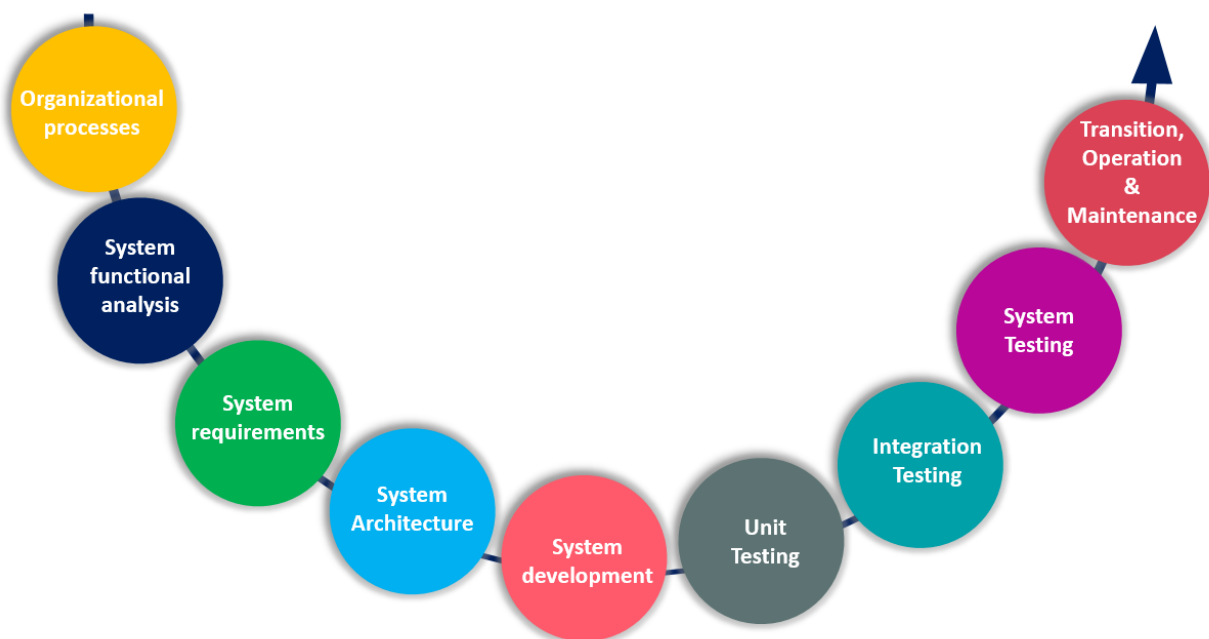 Organizational
processes
System
functional
analysis
System
requirements
System
Architecture
System
development
Unit
Testing
Integration
Testing
System
Testing
Transition,
Operation
&
Maintenance